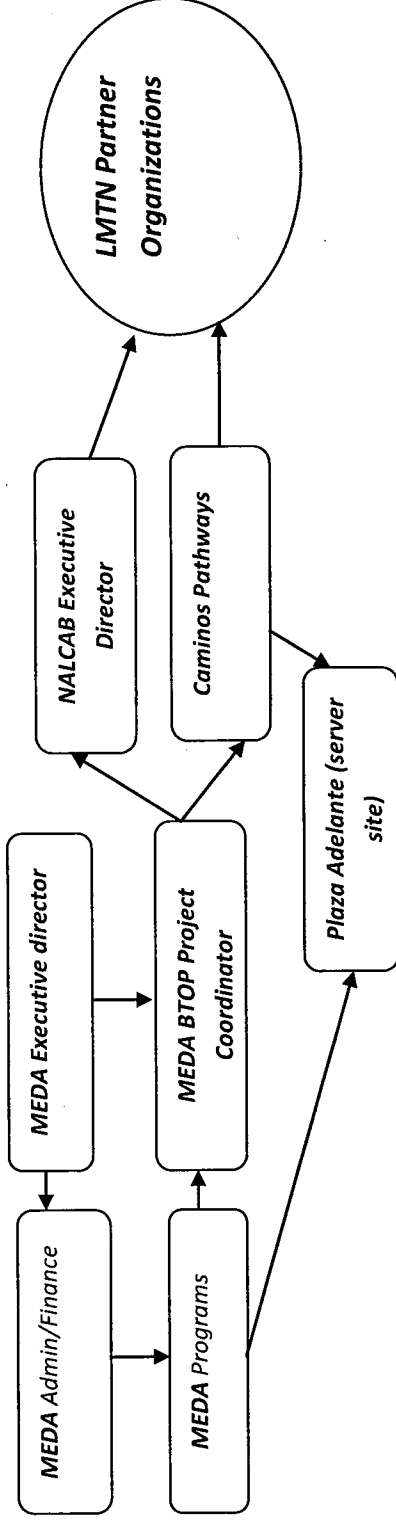 MEDA Admin/Finance
MEDA Executive director
NALCAB Executive
Director
LMTN Partner
Organizations
MEDA Programs
MEDA BTOP Project
Coordinator
Caminos Pathways
Plaza Adelante (server
site)